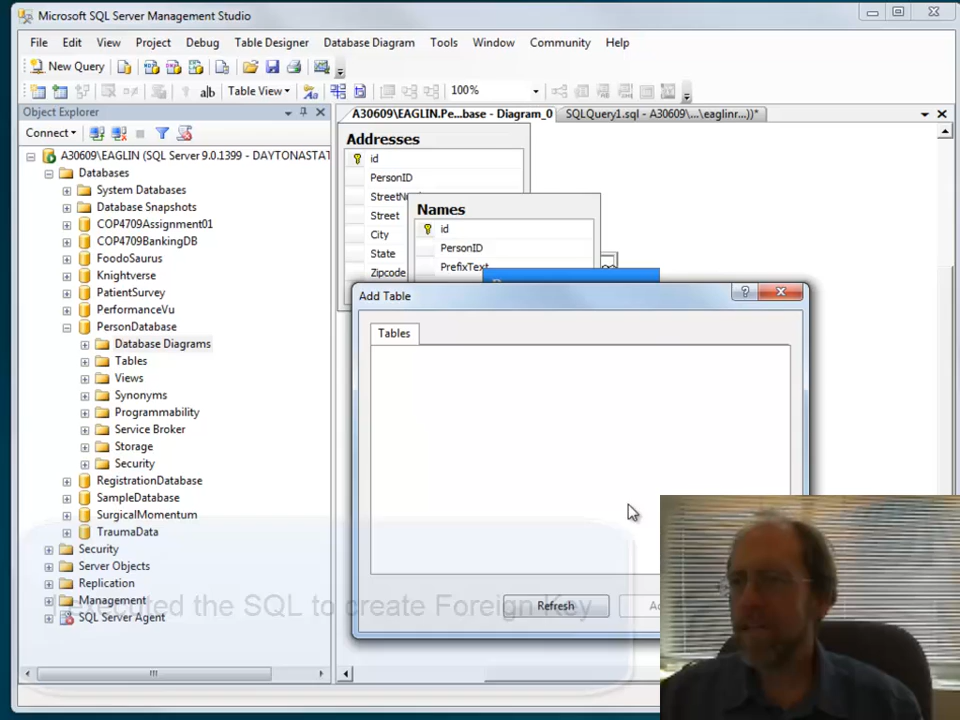 Microsoft SQL Server Management Studio
File Edit View Project Debug Table Designer Database Diagram Tools Window Community Help
New Query
Table View 100%
Object Explorer
A30609\EAGLIN.Pe...base - Diagram_0
SQLQuery1.sql - A30609\...\eaglinr...))*
Connect
A30609\EAGLIN (SQL Server 9.0.1399 - DAYTONASTAT
Databases
System Databases
Database Snapshots
COP4709Assignment01
COP4709BankingDB
FoodoSaurus
Knightverse
PatientSurvey
PerformanceVu
PersonDatabase
Database Diagrams
Tables
Views
Synonyms
Programmability
Service Broker
Storage
Security
RegistrationDatabase
SampleDatabase
SurgicalMomentum
TraumaData
Security
Server Objects
Replication
Management
SQL Server Agent
Addresses
id
PersonID
Street
City
State
Zipcode
Names
id
PersonID
PrefixText
Add Table
Tables
Refresh
I executed the SQL to create Foreign Key